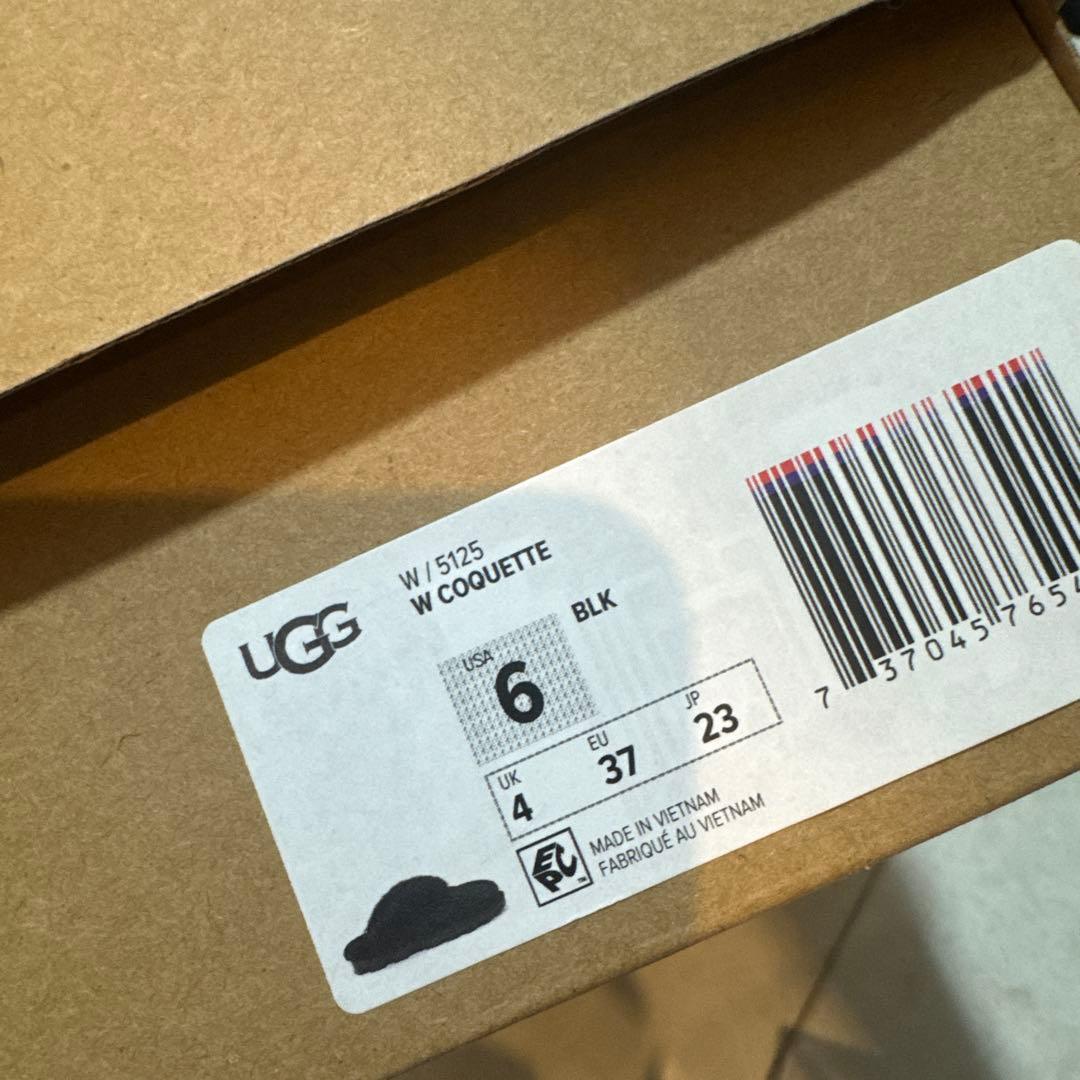 UGG
W / 5125
W COQUETTE
BLK
USA
6
UK
4
EU
37
JP
23
EPC™
MADE IN VIETNAM
FABRIQUÉ AU VIETNAM
7 37045 7654